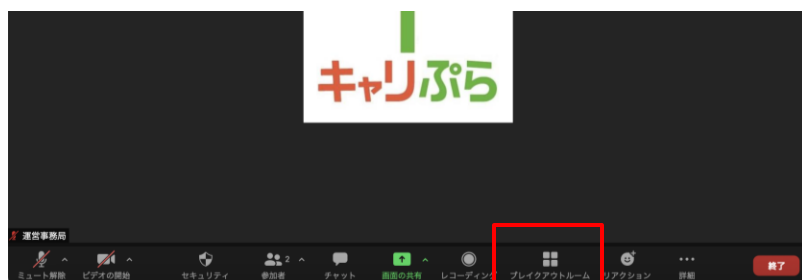 キャリぷら
運営事務局
ミュート解除 ビデオの開始 セキュリティ 参加者 2 チャット 画面の共有 レコーディング ブレイクアウトルーム リアクション 詳細 終了